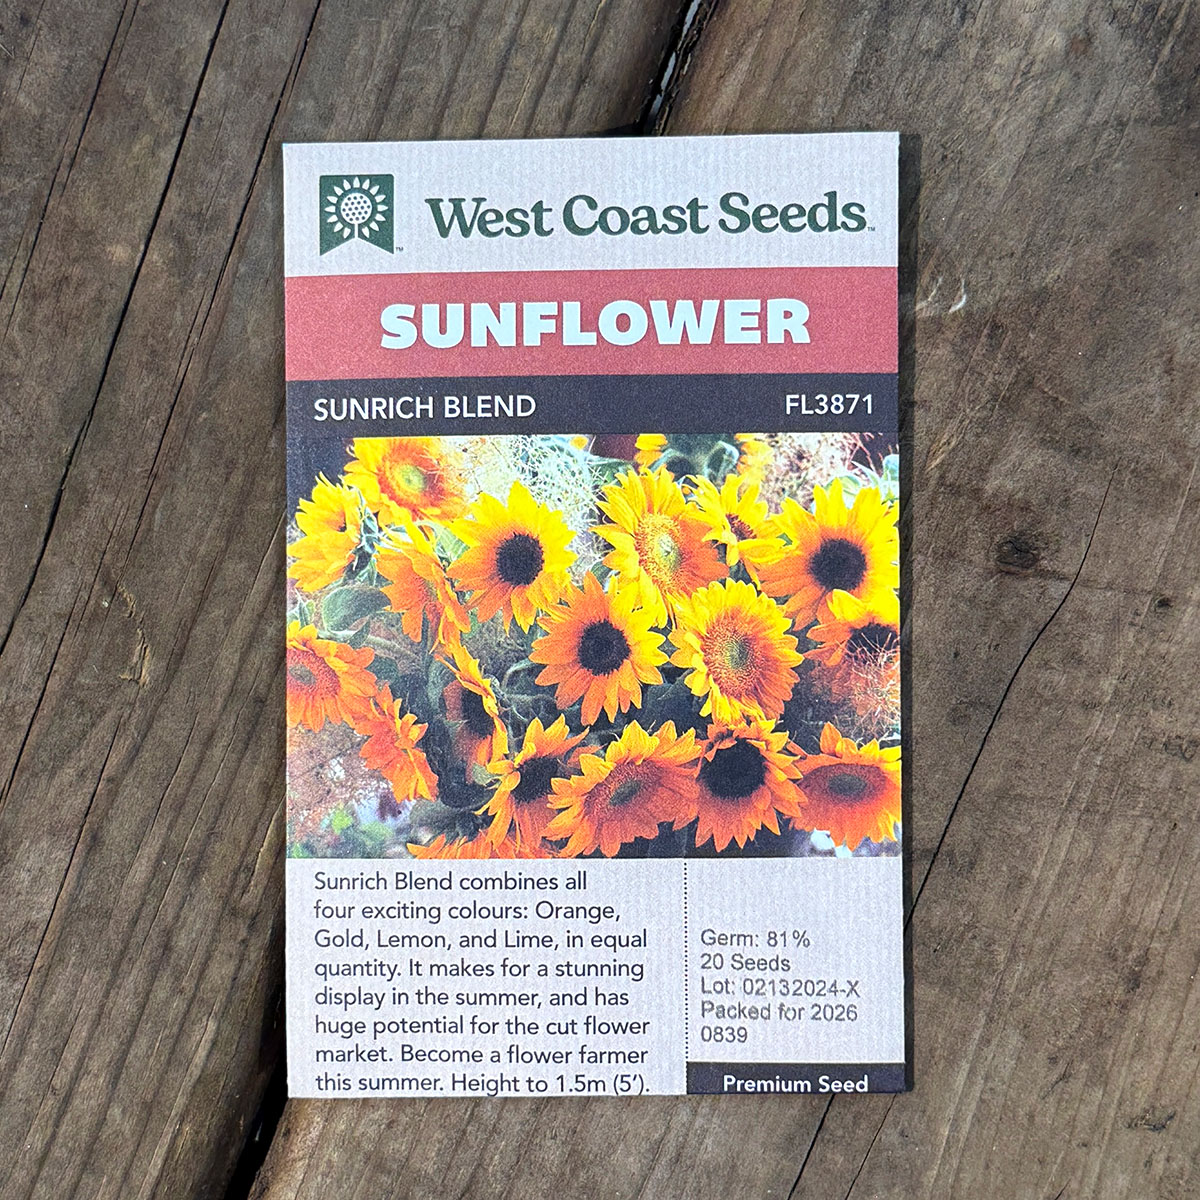 West Coast Seeds™
SUNFLOWER
SUNRICH BLEND
FL3871
Sunrich Blend combines all
four exciting colours: Orange,
Gold, Lemon, and Lime, in equal
quantity. It makes for a stunning
display in the summer, and has
huge potential for the cut flower
market. Become a flower farmer
this summer. Height to 1.5m (5').
Germ: 81%
20 Seeds
Lot: 02132024-X
Packed for 2026
0839
Premium Seed